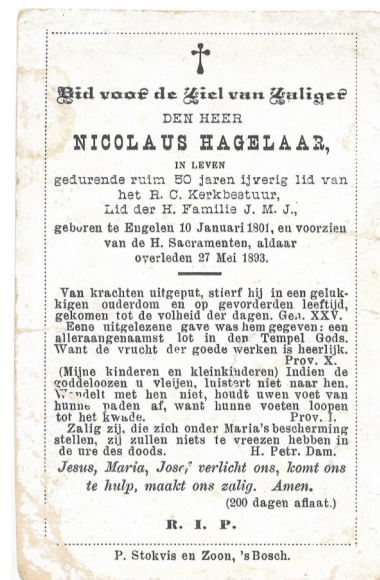 Bid voor de Ziel van Zaliger
DEN HEER
NICOLAUS HAGELAAR,
IN LEVEN
gedurende ruim 50 jaren ijverig lid van
het R. C. Kerkbestuur,
Lid der H. Familie J. M. J.,
geboren te Engelen 10 Januari 1801, en voorzien
van de H. Sacramenten, aldaar
overleden 27 Mei 1893.
Van krachten uitgeput, stierf hij in een geluk-
kigen ouderdom en op gevorderden leeftijd,
gekomen tot de volheid der dagen. Gen. XXV.
Eene uitgelezene gave was hem gegeven: een
alleraangenaamst lot in den Tempel Gods.
Want de vrucht der goede werken is heerlijk.
Prov. X.
(Mijne kinderen en kleinkinderen) Indien de
goddeloozen u vleijen, luistert niet naar hen.
Wandelt met hen niet, houdt uwen voet van
hunne paden af, want hunne voeten loopen
tot het kwade. Prov. I.
Zalig zij, die zich onder Maria's bescherming
stellen, zij zullen niets te vreezen hebben in
de ure des doods. H. Petr. Dam.
Jesus, Maria, Josef verlicht ons, komt ons
te hulp, maakt ons zalig. Amen.
(200 dagen aflaat.)
R. I. P.
P. Stokvis en Zoon, 'sBosch.